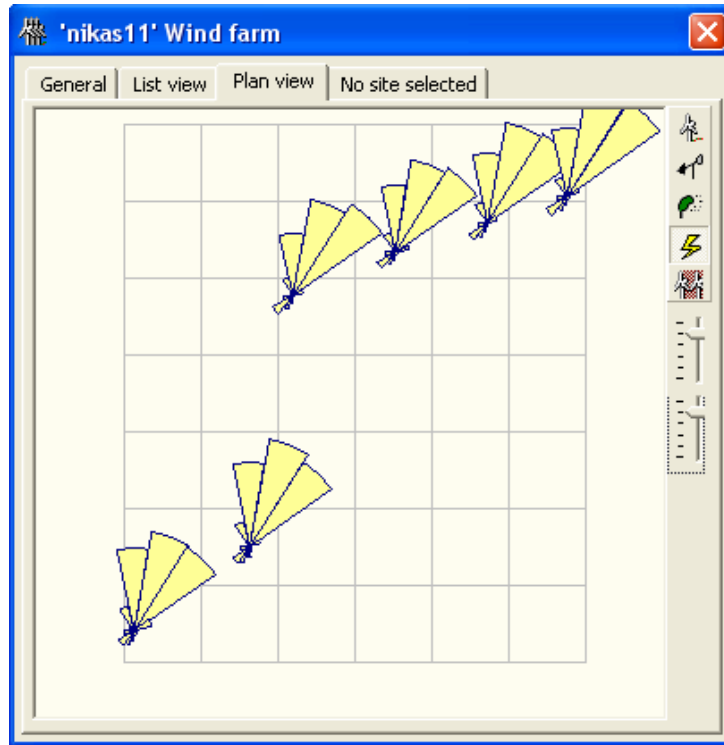 'nikas11' Wind farm
General List view Plan view No site selected